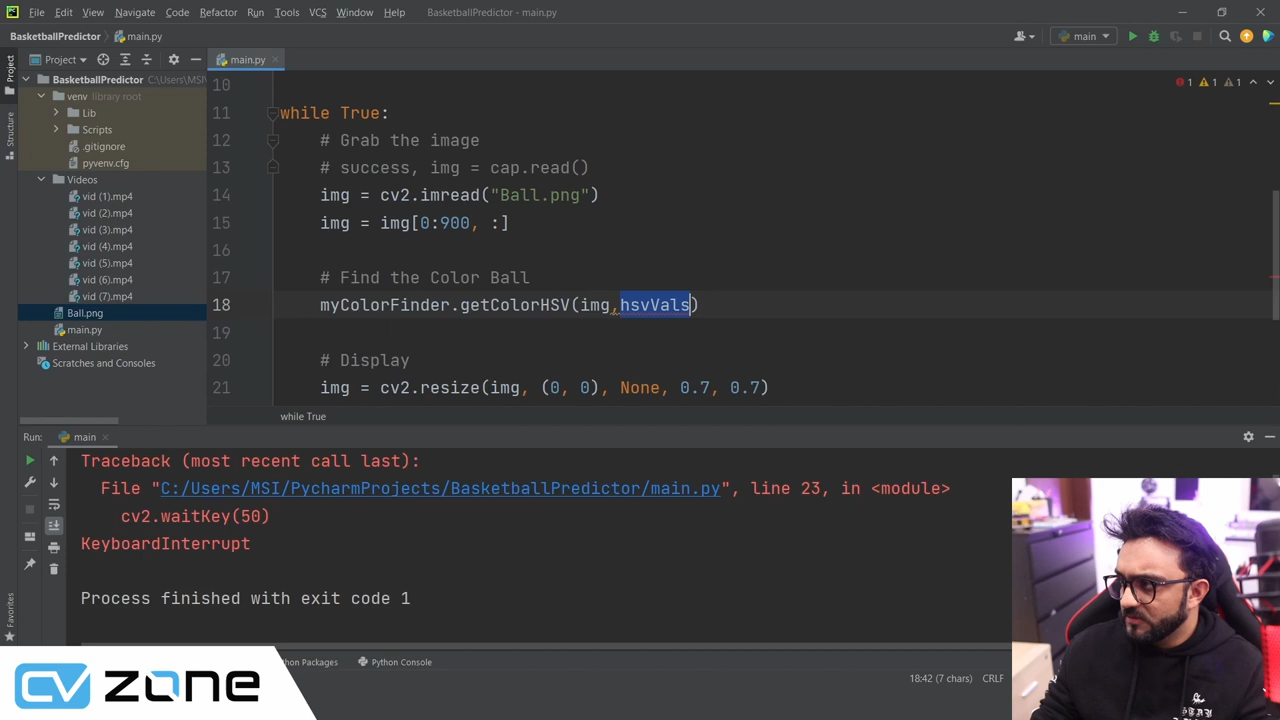 File Edit View Navigate Code Refactor Run Tools VCS Window Help BasketballPredictor - main.py
BasketballPredictor main.py
main
Project
main.py
1 1 1
BasketballPredictor C:\Users\MSI\
venv library root
Lib
Scripts
.gitignore
pyvenv.cfg
Videos
vid (1).mp4
vid (2).mp4
vid (3).mp4
vid (4).mp4
vid (5).mp4
vid (6).mp4
vid (7).mp4
Ball.png
main.py
External Libraries
Scratches and Consoles
Project
Structure
Favorites
10
11 while True:
12 # Grab the image
13 # success, img = cap.read()
14 img = cv2.imread("Ball.png")
15 img = img[0:900, :]
16
17 # Find the Color Ball
18 myColorFinder.getColorHSV(img,hsvVals)
19
20 # Display
21 img = cv2.resize(img, (0, 0), None, 0.7, 0.7)
while True
Run: main
Traceback (most recent call last):
File "C:/Users/MSI/PycharmProjects/BasketballPredictor/main.py", line 23, in <module>
cv2.waitKey(50)
KeyboardInterrupt
Process finished with exit code 1
Packages Python Console
18:42 (7 chars) CRLF
CV ZONE